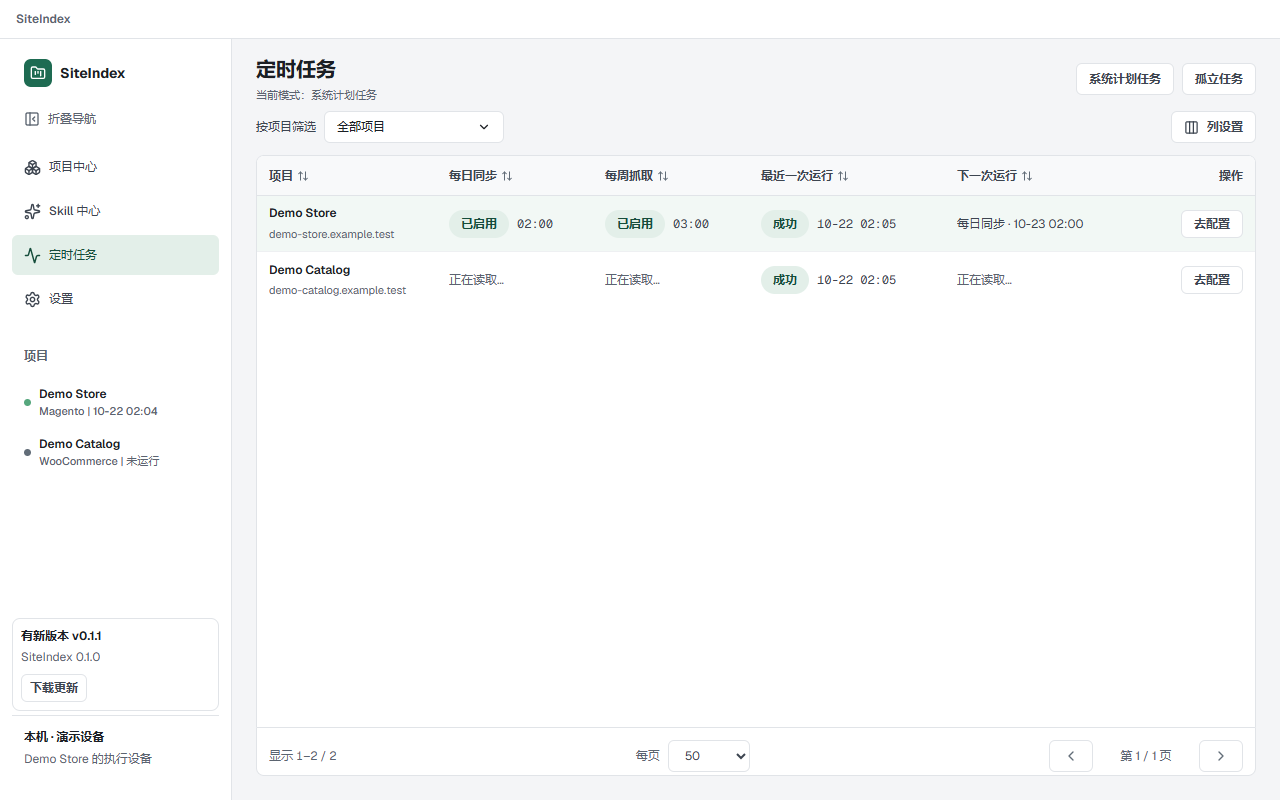 SiteIndex
SiteIndex
折叠导航
项目中心
Skill 中心
定时任务
设置
项目
Demo Store
Magento | 10-22 02:04
Demo Catalog
WooCommerce | 未运行
有新版本 v0.1.1
SiteIndex 0.1.0
下载更新
本机 · 演示设备
Demo Store 的执行设备
定时任务
当前模式：系统计划任务
系统计划任务 孤立任务
按项目筛选 全部项目 列设置
项目 每日同步 每周抓取 最近一次运行 下一次运行 操作
Demo Store
demo-store.example.test
已启用 02:00 已启用 03:00 成功 10-22 02:05 每日同步 · 10-23 02:00 去配置
Demo Catalog
demo-catalog.example.test
正在读取… 正在读取… 成功 10-22 02:05 正在读取… 去配置
显示 1–2 / 2 每页 50 第 1 / 1 页